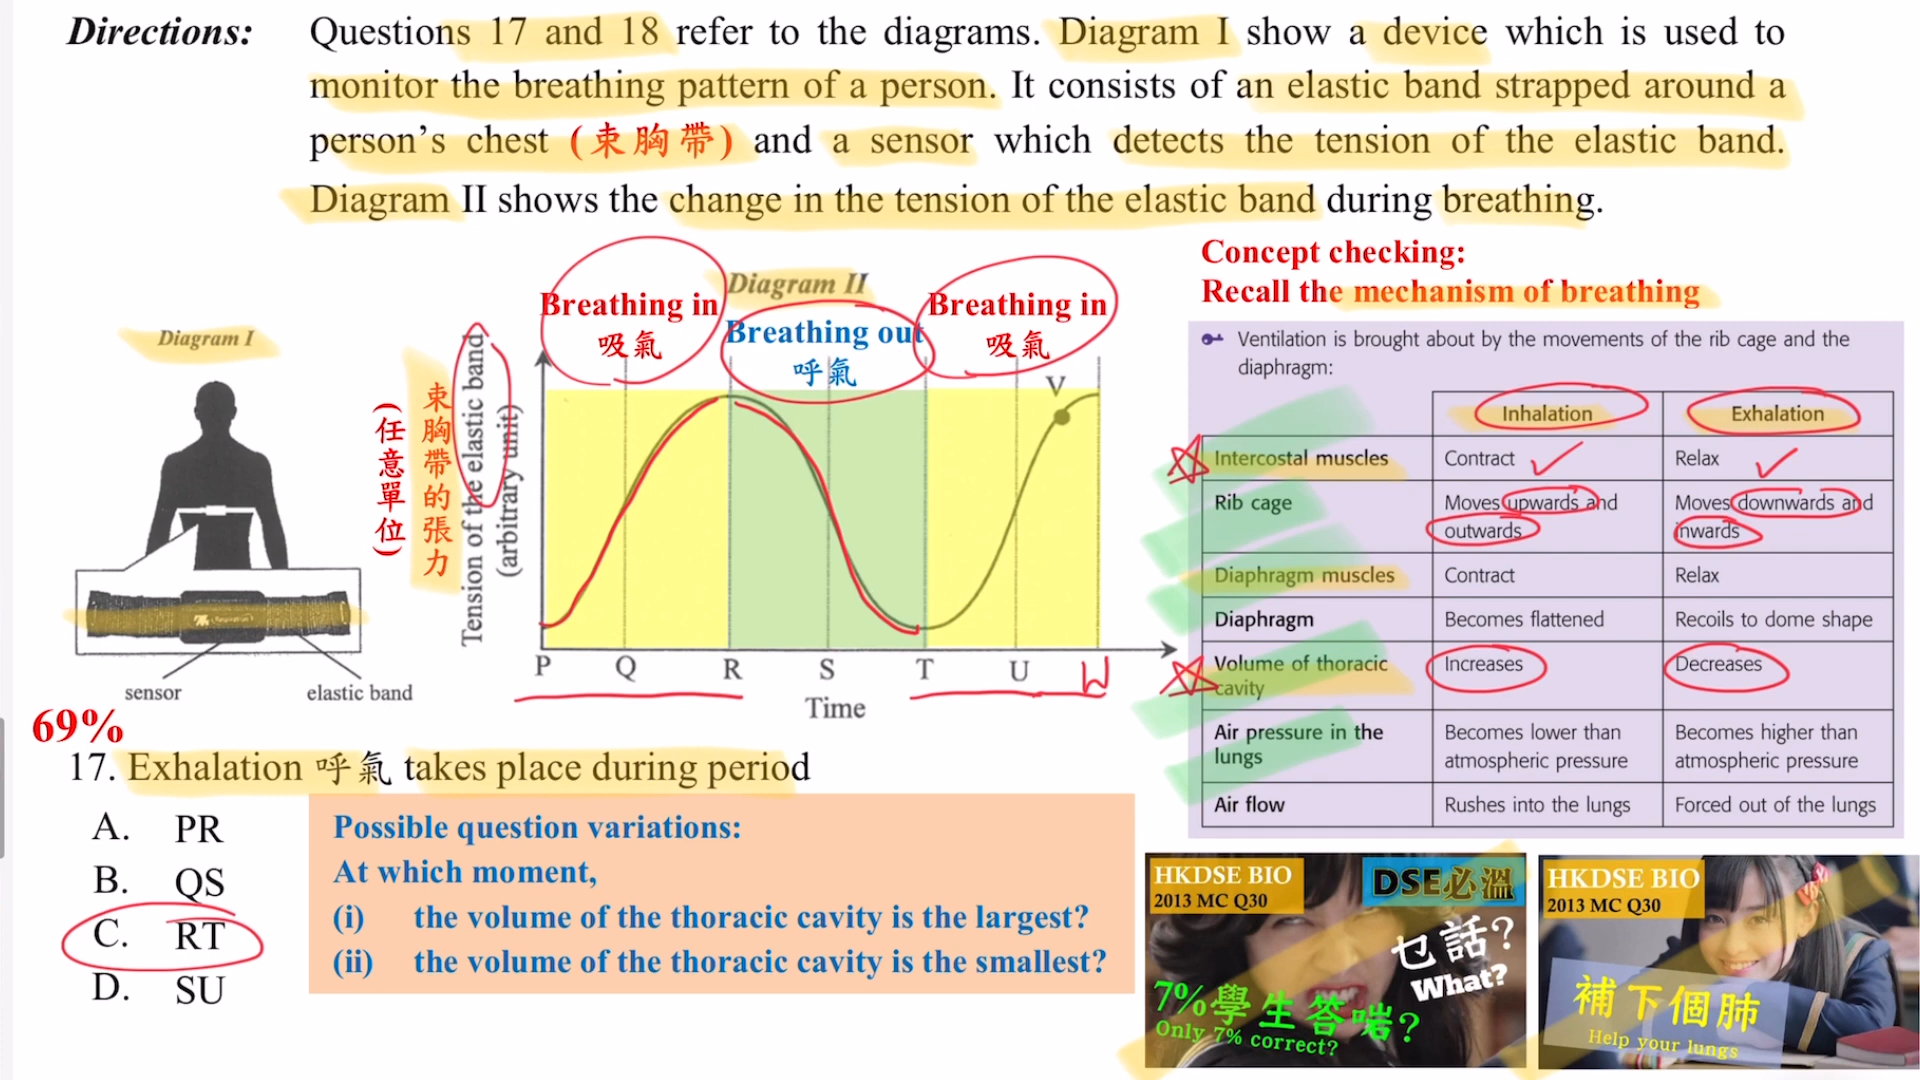 Directions: Questions 17 and 18 refer to the diagrams. Diagram I show a device which is used to
monitor the breathing pattern of a person. It consists of an elastic band strapped around a
person's chest (束胸帶) and a sensor which detects the tension of the elastic band.
Diagram II shows the change in the tension of the elastic band during breathing.
Diagram I
sensor
elastic band
Diagram II
Breathing in
吸氣
Breathing out
呼氣
Breathing in
吸氣
束胸帶的張力
(任意單位)
Tension of the elastic band
(arbitrary unit)
V
P Q R S T U W
Time
Concept checking:
Recall the mechanism of breathing
Ventilation is brought about by the movements of the rib cage and the
diaphragm:
Inhalation Exhalation
Intercostal muscles Contract Relax
Rib cage Moves upwards and Moves downwards and
outwards inwards
Diaphragm muscles Contract Relax
Diaphragm Becomes flattened Recoils to dome shape
Volume of thoracic Increases Decreases
cavity
Air pressure in the Becomes lower than Becomes higher than
lungs atmospheric pressure atmospheric pressure
Air flow Rushes into the lungs Forced out of the lungs
69%
17. Exhalation 呼氣 takes place during period
A. PR
B. QS
C. RT
D. SU
Possible question variations:
At which moment,
(i) the volume of the thoracic cavity is the largest?
(ii) the volume of the thoracic cavity is the smallest?
HKDSE BIO
2013 MC Q30
DSE必溫
乜話?
What?
7%學生答啱?
Only 7% correct?
HKDSE BIO
2013 MC Q30
補下個肺
Help your lungs